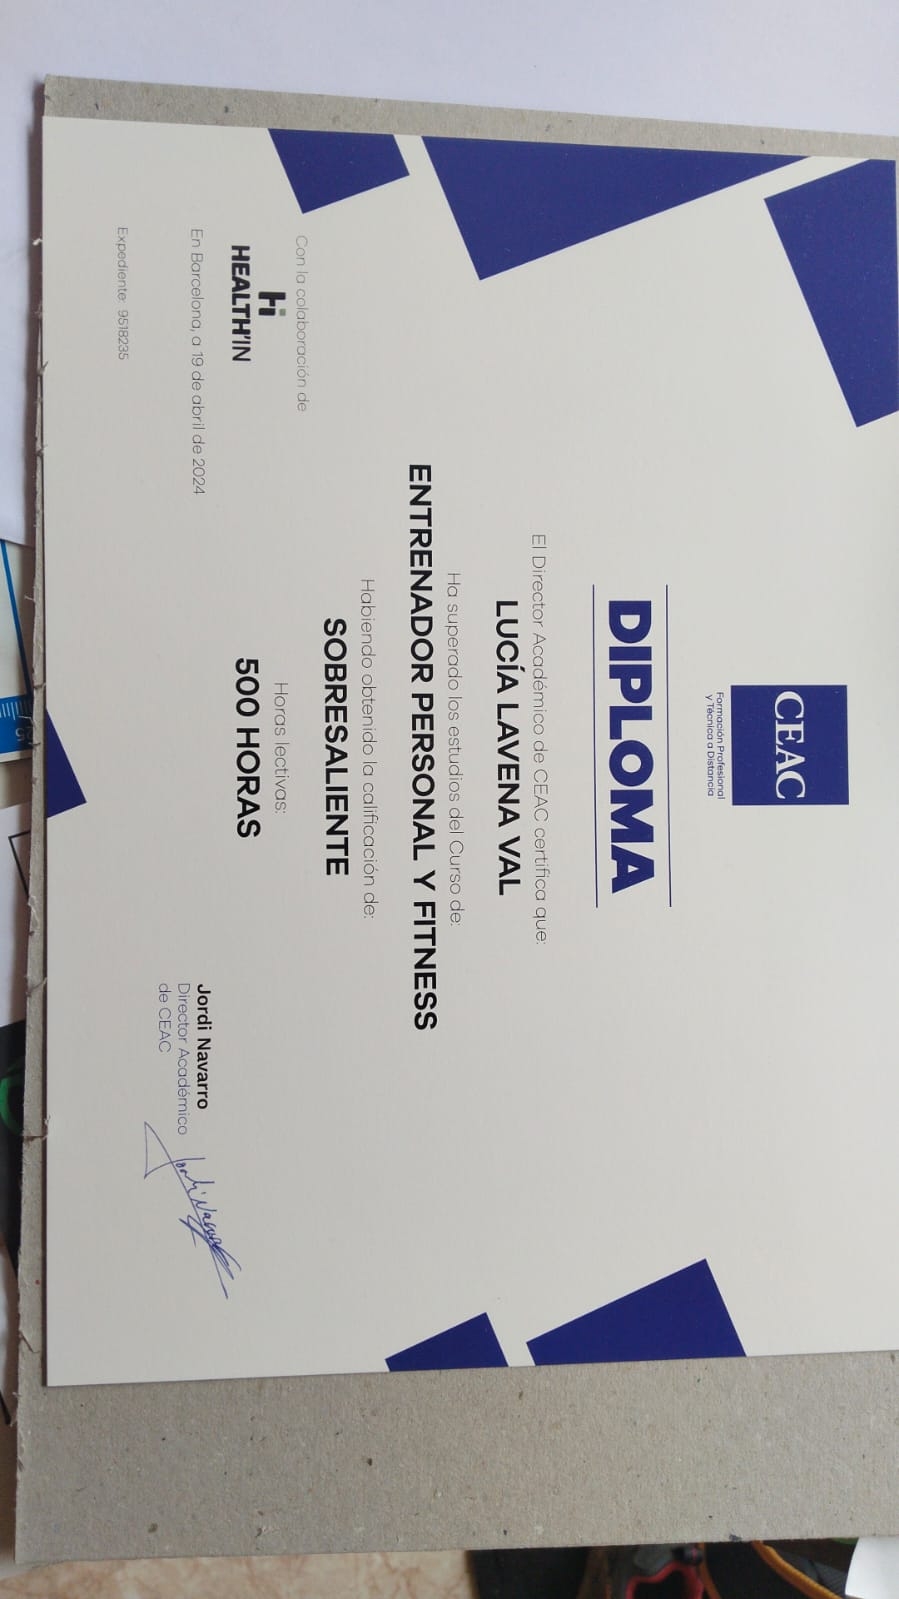 CEAC
Formación Profesional
y Técnica a Distancia
DIPLOMA
El Director Académico de CEAC certifica que:
LUCÍA LAVENA VAL
Ha superado los estudios del Curso de:
ENTRENADOR PERSONAL Y FITNESS
Habiendo obtenido la calificación de:
SOBRESALIENTE
Horas lectivas:
500 HORAS
Con la colaboración de
Hi
HEALTH'IN
En Barcelona, a 19 de abril de 2024
Expediente: 9518235
Jordi Navarro
Director Académico
de CEAC
Jordi Navarro